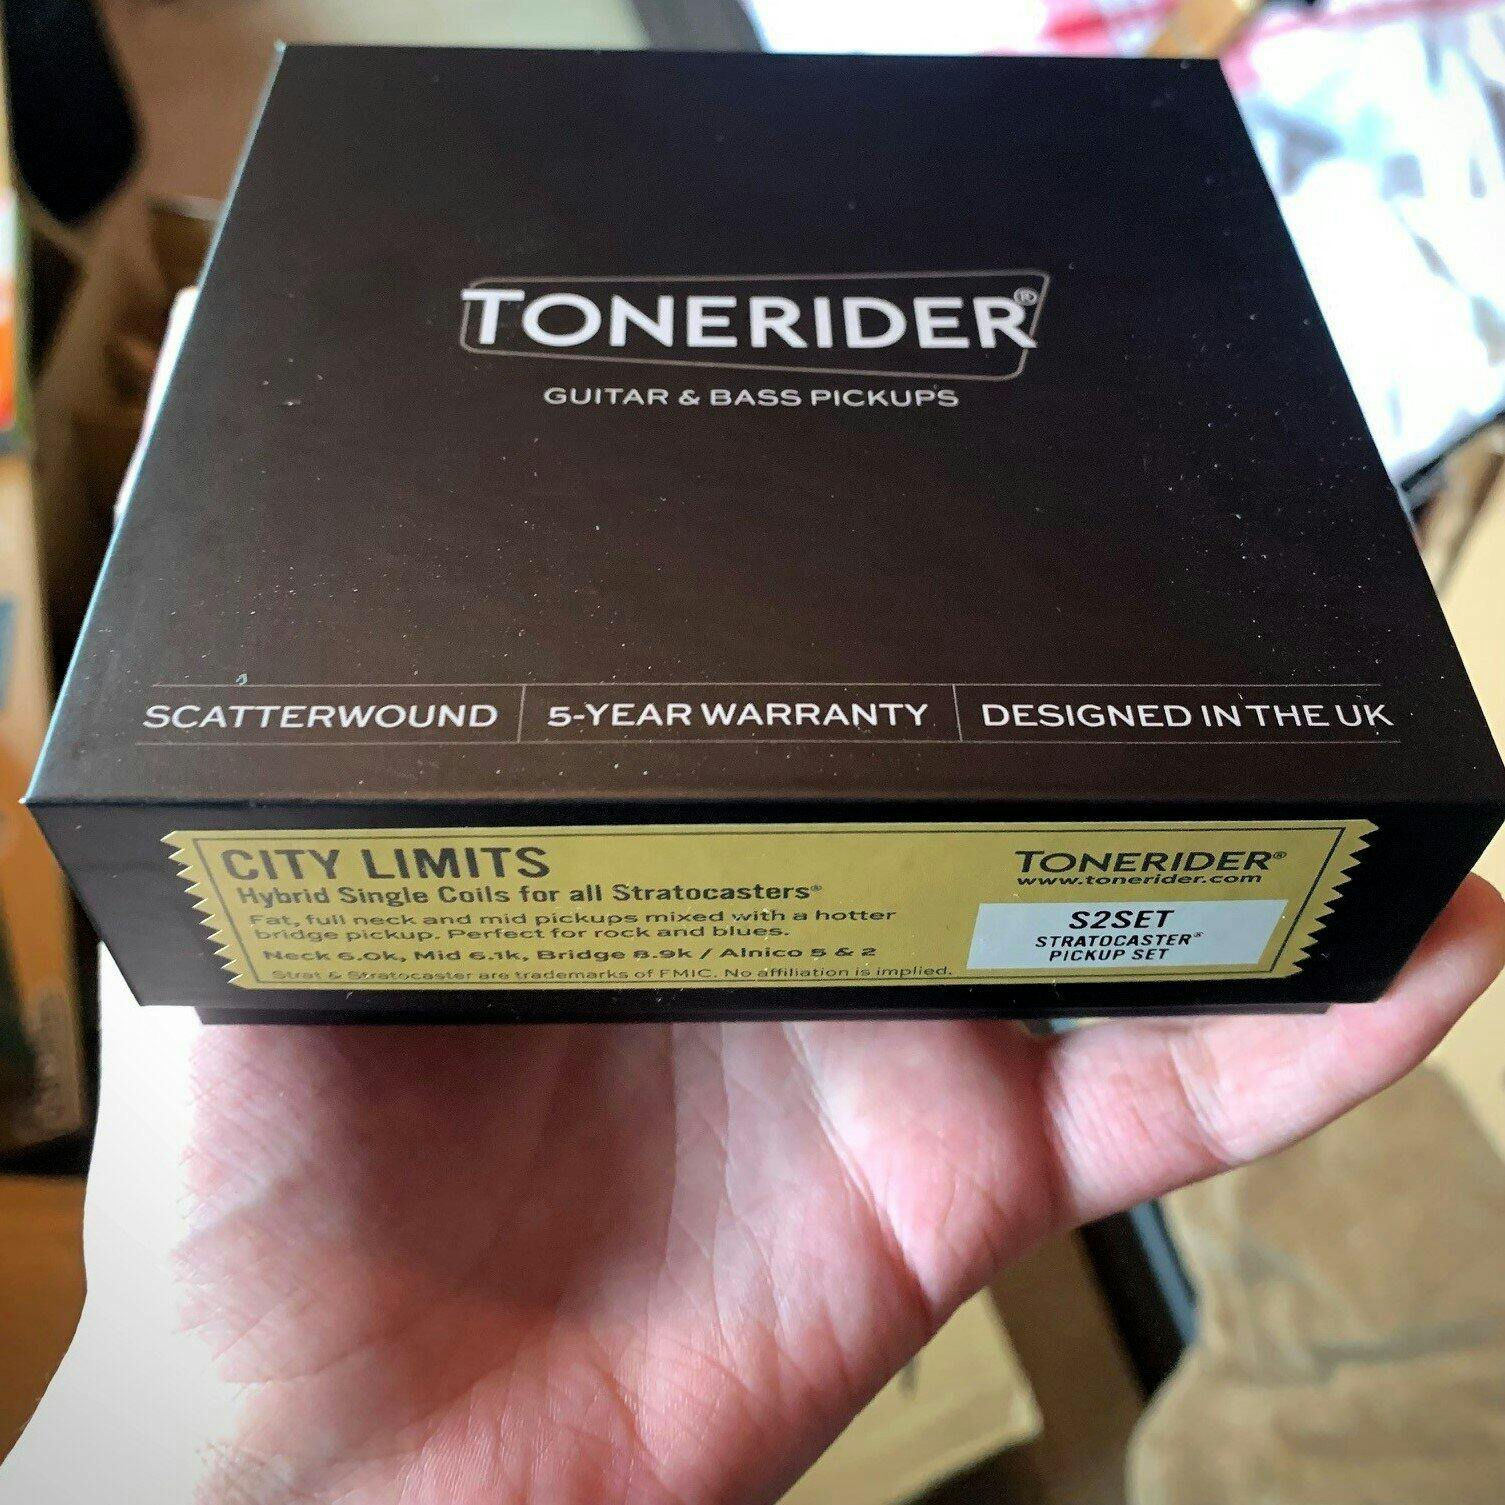 TONERIDER®
GUITAR & BASS PICKUPS
SCATTERWOUND
5-YEAR WARRANTY
DESIGNED IN THE UK
CITY LIMITS
Hybrid Single Coils for all Stratocasters®
Fat, full neck and mid pickups mixed with a hotter
bridge pickup. Perfect for rock and blues.
Neck 6.0k, Mid 6.1k, Bridge 8.9k / Alnico 5 & 2
Strat & Stratocaster are trademarks of FMIC. No affiliation is implied.
TONERIDER®
www.tonerider.com
S2SET
STRATOCASTER®
PICKUP SET